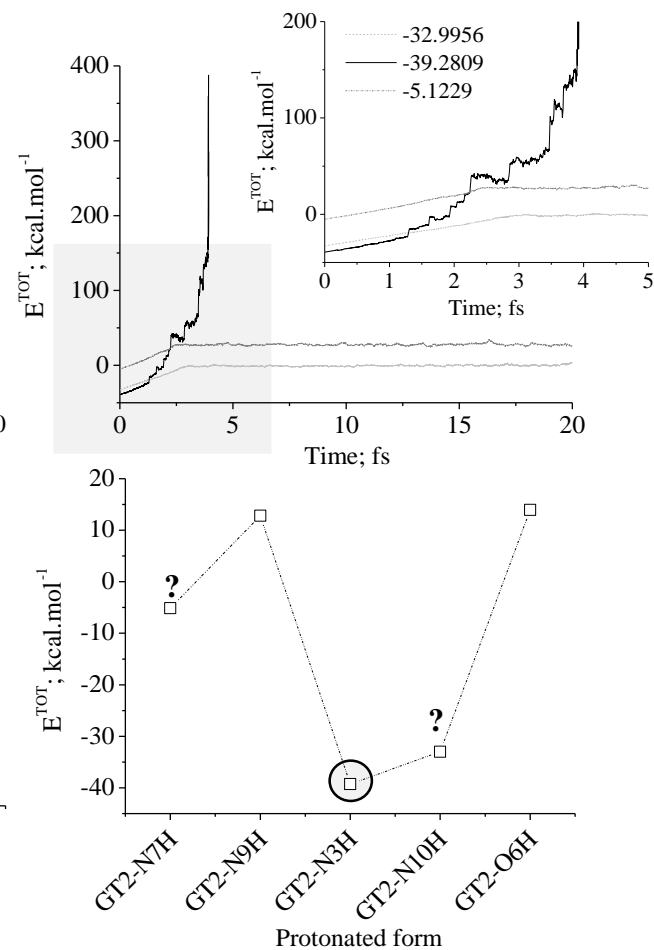 200
-32.9956
-39.2809
-5.1229
100
0
E^TOT; kcal.mol^-1
0 1 2 3 4 5
Time; fs
400
300
200
100
0
E^TOT; kcal.mol^-1
0 5 10 15 20
Time; fs
0
20
10
0
-10
-20
-30
-40
E^TOT; kcal.mol^-1
?
?
GT2-N7H
GT2-N9H
GT2-N3H
GT2-N10H
GT2-O6H
Protonated form